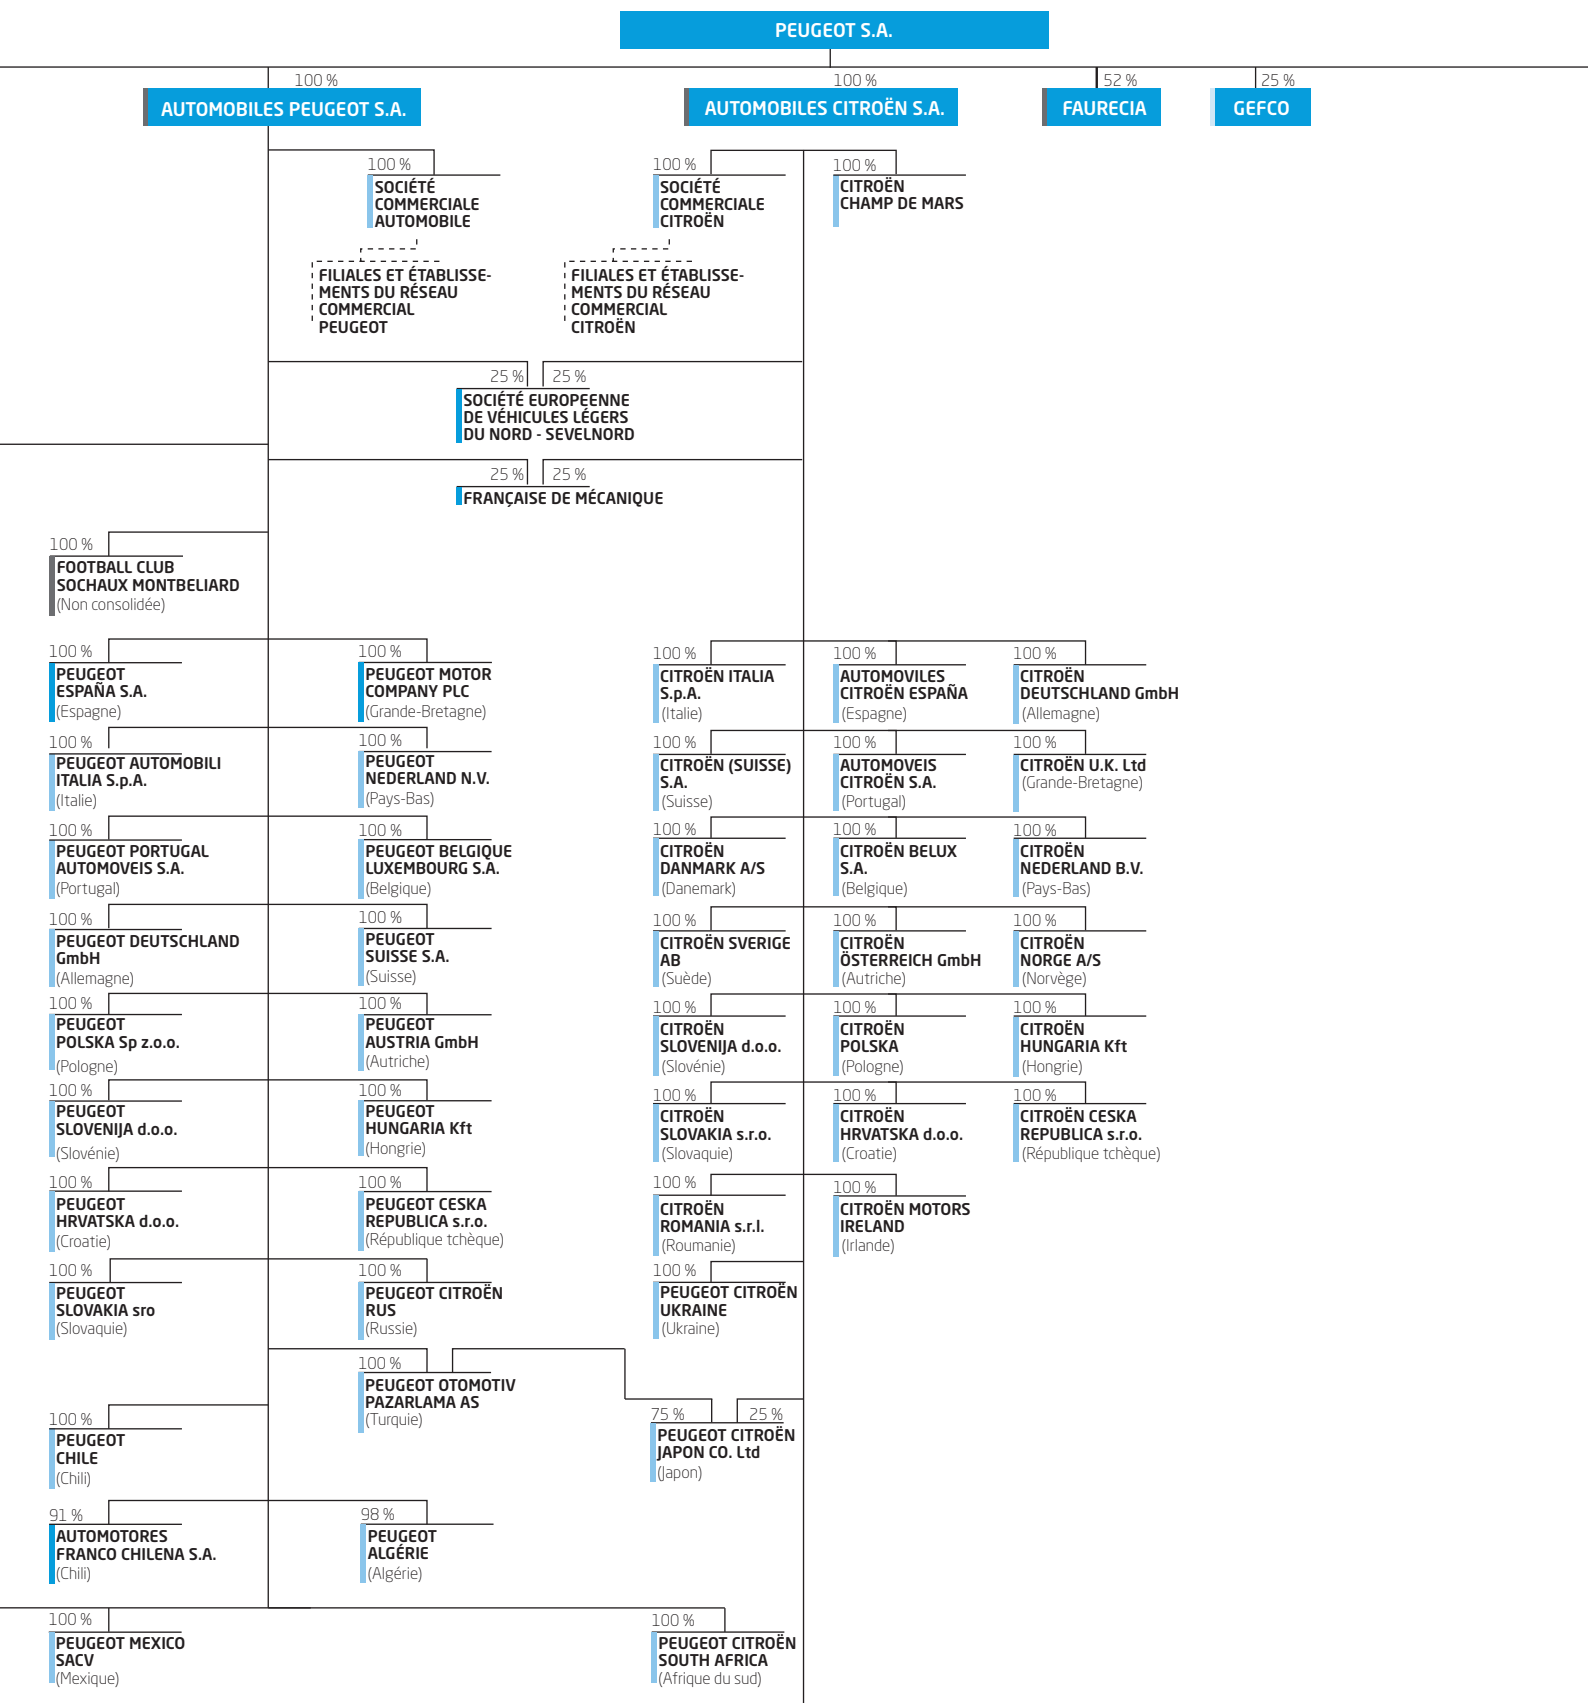 PEUGEOT S.A.
100 %
100 %
52 %
25 %
AUTOMOBILES PEUGEOT S.A.
AUTOMOBILES CITROËN S.A.
FAURECIA
GEFCO
100 %
SOCIÉTÉ
COMMERCIALE
AUTOMOBILE
100 %
SOCIÉTÉ
COMMERCIALE
CITROËN
100 %
CITROËN
CHAMP DE MARS
FILIALES ET ÉTABLISSE-
MENTS DU RÉSEAU
COMMERCIAL
PEUGEOT
FILIALES ET ÉTABLISSE-
MENTS DU RÉSEAU
COMMERCIAL
CITROËN
25 %
25 %
SOCIÉTÉ EUROPEENNE
DE VÉHICULES LÉGERS
DU NORD - SEVELNORD
25 %
25 %
FRANÇAISE DE MÉCANIQUE
100 %
FOOTBALL CLUB
SOCHAUX MONTBELIARD
(Non consolidée)
100 %
PEUGEOT
ESPAÑA S.A.
(Espagne)
100 %
PEUGEOT MOTOR
COMPANY PLC
(Grande-Bretagne)
100 %
CITROËN ITALIA
S.p.A.
(Italie)
100 %
AUTOMOVILES
CITROËN ESPAÑA
(Espagne)
100 %
CITROËN
DEUTSCHLAND GmbH
(Allemagne)
100 %
PEUGEOT AUTOMOBILI
ITALIA S.p.A.
(Italie)
100 %
PEUGEOT
NEDERLAND N.V.
(Pays-Bas)
100 %
CITROËN (SUISSE)
S.A.
(Suisse)
100 %
AUTOMOVEIS
CITROËN S.A.
(Portugal)
100 %
CITROËN U.K. Ltd
(Grande-Bretagne)
100 %
PEUGEOT PORTUGAL
AUTOMOVEIS S.A.
(Portugal)
100 %
PEUGEOT BELGIQUE
LUXEMBOURG S.A.
(Belgique)
100 %
CITROËN
DANMARK A/S
(Danemark)
100 %
CITROËN BELUX
S.A.
(Belgique)
100 %
CITROËN
NEDERLAND B.V.
(Pays-Bas)
100 %
PEUGEOT DEUTSCHLAND
GmbH
(Allemagne)
100 %
PEUGEOT
SUISSE S.A.
(Suisse)
100 %
CITROËN SVERIGE
AB
(Suède)
100 %
CITROËN
ÖSTERREICH GmbH
(Autriche)
100 %
CITROËN
NORGE A/S
(Norvège)
100 %
PEUGEOT
POLSKA Sp z.o.o.
(Pologne)
100 %
PEUGEOT
AUSTRIA GmbH
(Autriche)
100 %
CITROËN
SLOVENIJA d.o.o.
(Slovénie)
100 %
CITROËN
POLSKA
(Pologne)
100 %
CITROËN
HUNGARIA Kft
(Hongrie)
100 %
PEUGEOT
SLOVENIJA d.o.o.
(Slovénie)
100 %
PEUGEOT
HUNGARIA Kft
(Hongrie)
100 %
CITROËN
SLOVAKIA s.r.o.
(Slovaquie)
100 %
CITROËN
HRVATSKA d.o.o.
(Croatie)
100 %
CITROËN CESKA
REPUBLICA s.r.o.
(République tchèque)
100 %
PEUGEOT
HRVATSKA d.o.o.
(Croatie)
100 %
PEUGEOT CESKA
REPUBLICA s.r.o.
(République tchèque)
100 %
CITROËN
ROMANIA s.r.l.
(Roumanie)
100 %
CITROËN MOTORS
IRELAND
(Irlande)
100 %
PEUGEOT
SLOVAKIA sro
(Slovaquie)
100 %
PEUGEOT CITROËN
RUS
(Russie)
100 %
PEUGEOT CITROËN
UKRAINE
(Ukraine)
100 %
PEUGEOT OTOMOTIV
PAZARLAMA AS
(Turquie)
100 %
PEUGEOT
CHILE
(Chili)
75 %
25 %
PEUGEOT CITROËN
JAPON CO. Ltd
(Japon)
91 %
AUTOMOTORES
FRANCO CHILENA S.A.
(Chili)
98 %
PEUGEOT
ALGÉRIE
(Algérie)
100 %
PEUGEOT MEXICO
SACV
(Mexique)
100 %
PEUGEOT CITROËN
SOUTH AFRICA
(Afrique du sud)